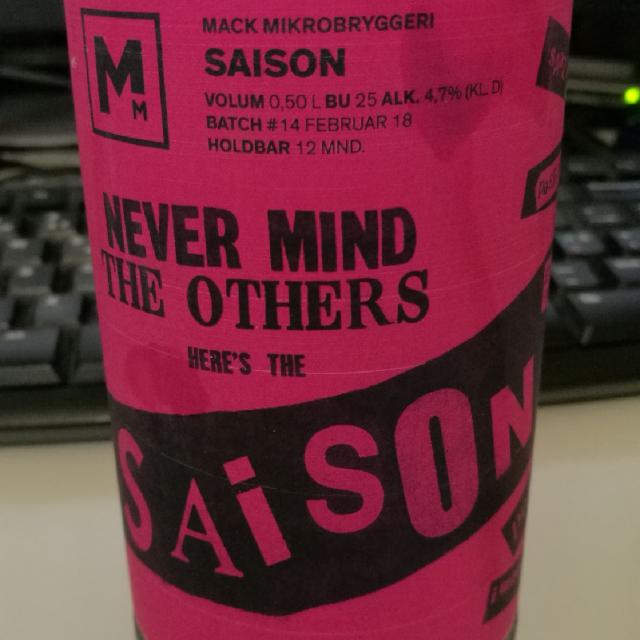 M
M
MACK MIKROBRYGGERI
SAISON
VOLUM 0,50 L BU 25 ALK. 4,7% (KL. D)
BATCH #14 FEBRUAR 18
HOLDBAR 12 MND.
NEVER MIND
THE OTHERS
HERE'S THE
SAiSON